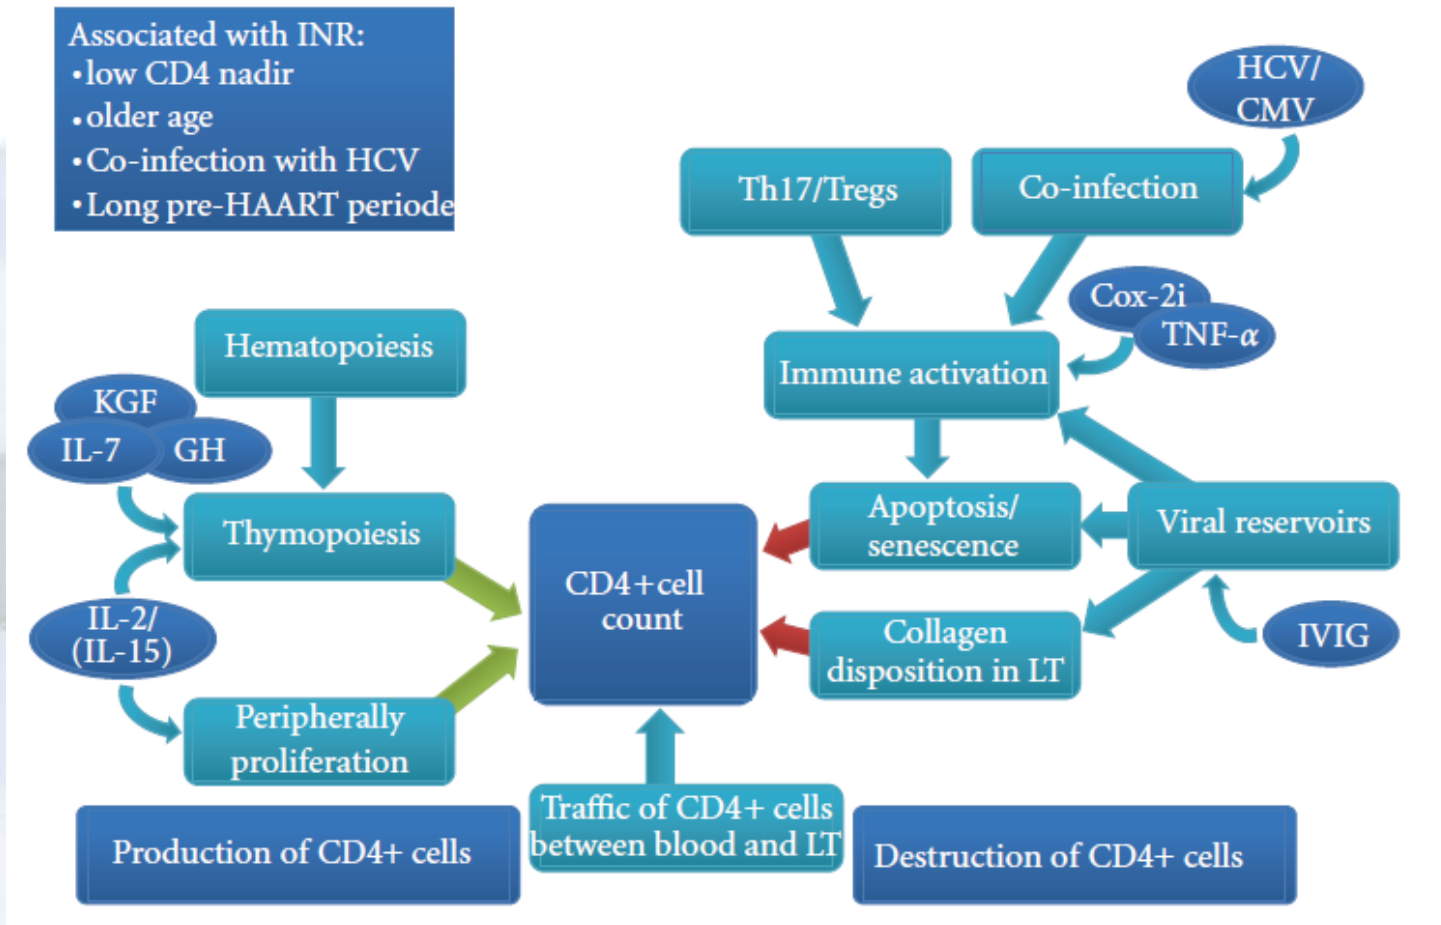 Associated with INR:
•low CD4 nadir
•older age
•Co-infection with HCV
•Long pre-HAART periode
HCV/
CMV
Th17/Tregs
Co-infection
Cox-2i
TNF-α
Immune activation
Hematopoiesis
KGF
IL-7
GH
Thymopoiesis
IL-2/
(IL-15)
Peripherally
proliferation
CD4+cell
count
Apoptosis/
senescence
Viral reservoirs
Collagen
disposition in LT
IVIG
Traffic of CD4+ cells
between blood and LT
Production of CD4+ cells
Destruction of CD4+ cells